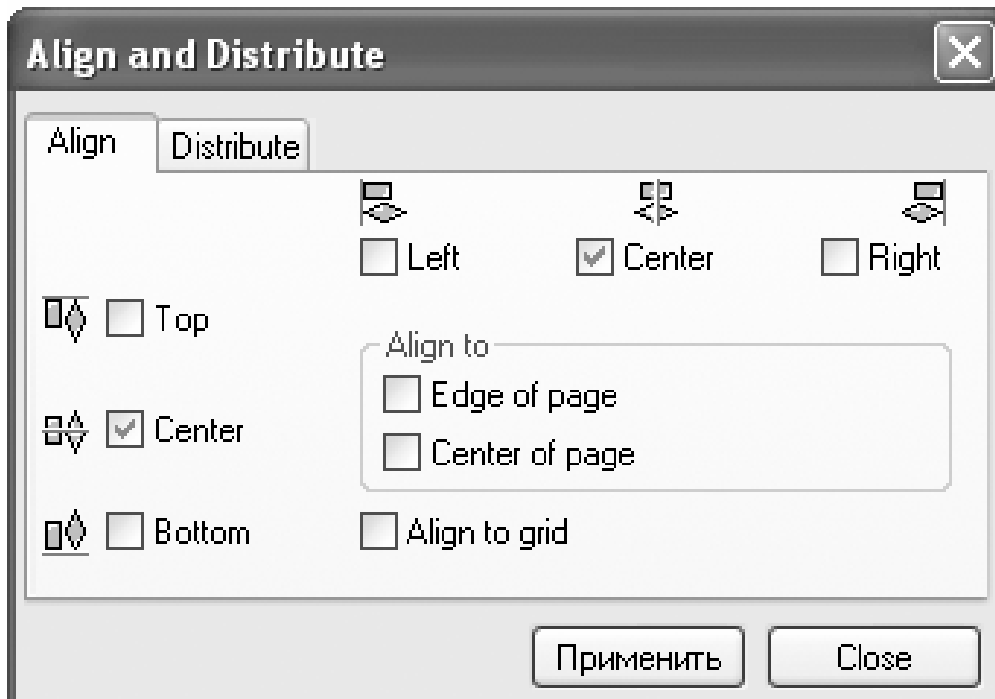 Align and Distribute
Align Distribute
Left Center Right
Top
Align to
Edge of page
Center
Center of page
Bottom Align to grid
Применить Close